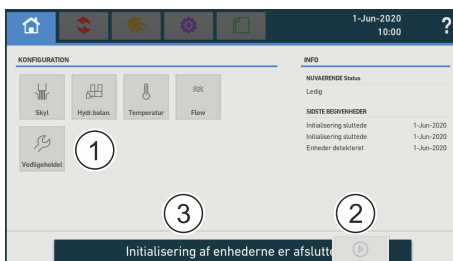 1-Jun-2020
10:00
?
KONFIGURATION
Skyl
Hydr.balan.
Temperatur
Flow
Vedligeholdel
1
INFO
NUVAERENDE Status
Ledig
SIDSTE BEGIVENHEDER
Initialisering sluttede 1-Jun-2020
Initialisering sluttede 1-Jun-2020
Enheder detekteret 1-Jun-2020
3
2
Initialisering af enhederne er afslutte